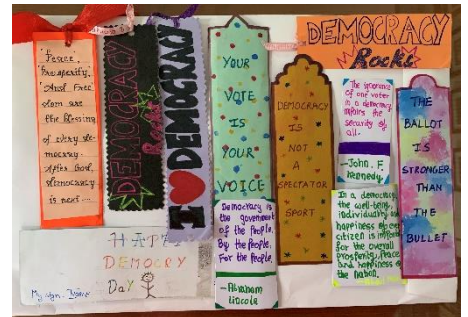 DEMOCRACY
Rocks
'Peace',
'Prosperity,
'And Free
dom are
the blessing
of every de-
mocracy.
After God,
democracy
is next ...
DEMOCRACY
Rocks
I DEMOCRACY
YOUR
VOTE
IS
YOUR
VOICE
Democracy is
the government
of the People,
By the People,
For the People.
- Abraham
Lincoln
DEMOCRACY
IS
NOT
A
SPECTATOR
SPORT
The ignorance
of one voter
in a democracy
impairs the
security of
all.
-John. F.
Kennedy.
In a democracy,
the well-being,
individuality and
happiness of every
citizen is
for the overall
prosperity, peace
and happiness of
the nation.
THE
BALLOT
IS
STRONGER
THAN
THE
BULLET
HAPPY
DEMOCRY
DaY